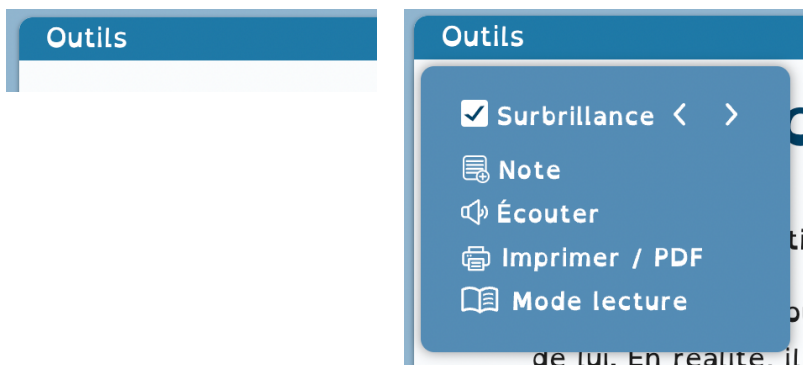 Outils
Outils
Surbrillance
Note
Écouter
Imprimer / PDF
Mode lecture
de lui. En réalité, il